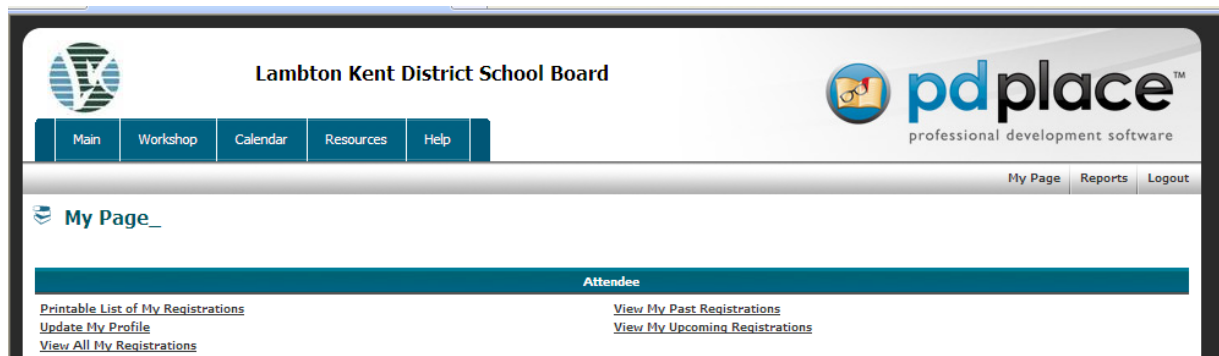 Lambton Kent District School Board
pdplace™
professional development software
Main Workshop Calendar Resources Help
My Page Reports Logout
My Page_
Attendee
Printable List of My Registrations View My Past Registrations
Update My Profile View My Upcoming Registrations
View All My Registrations